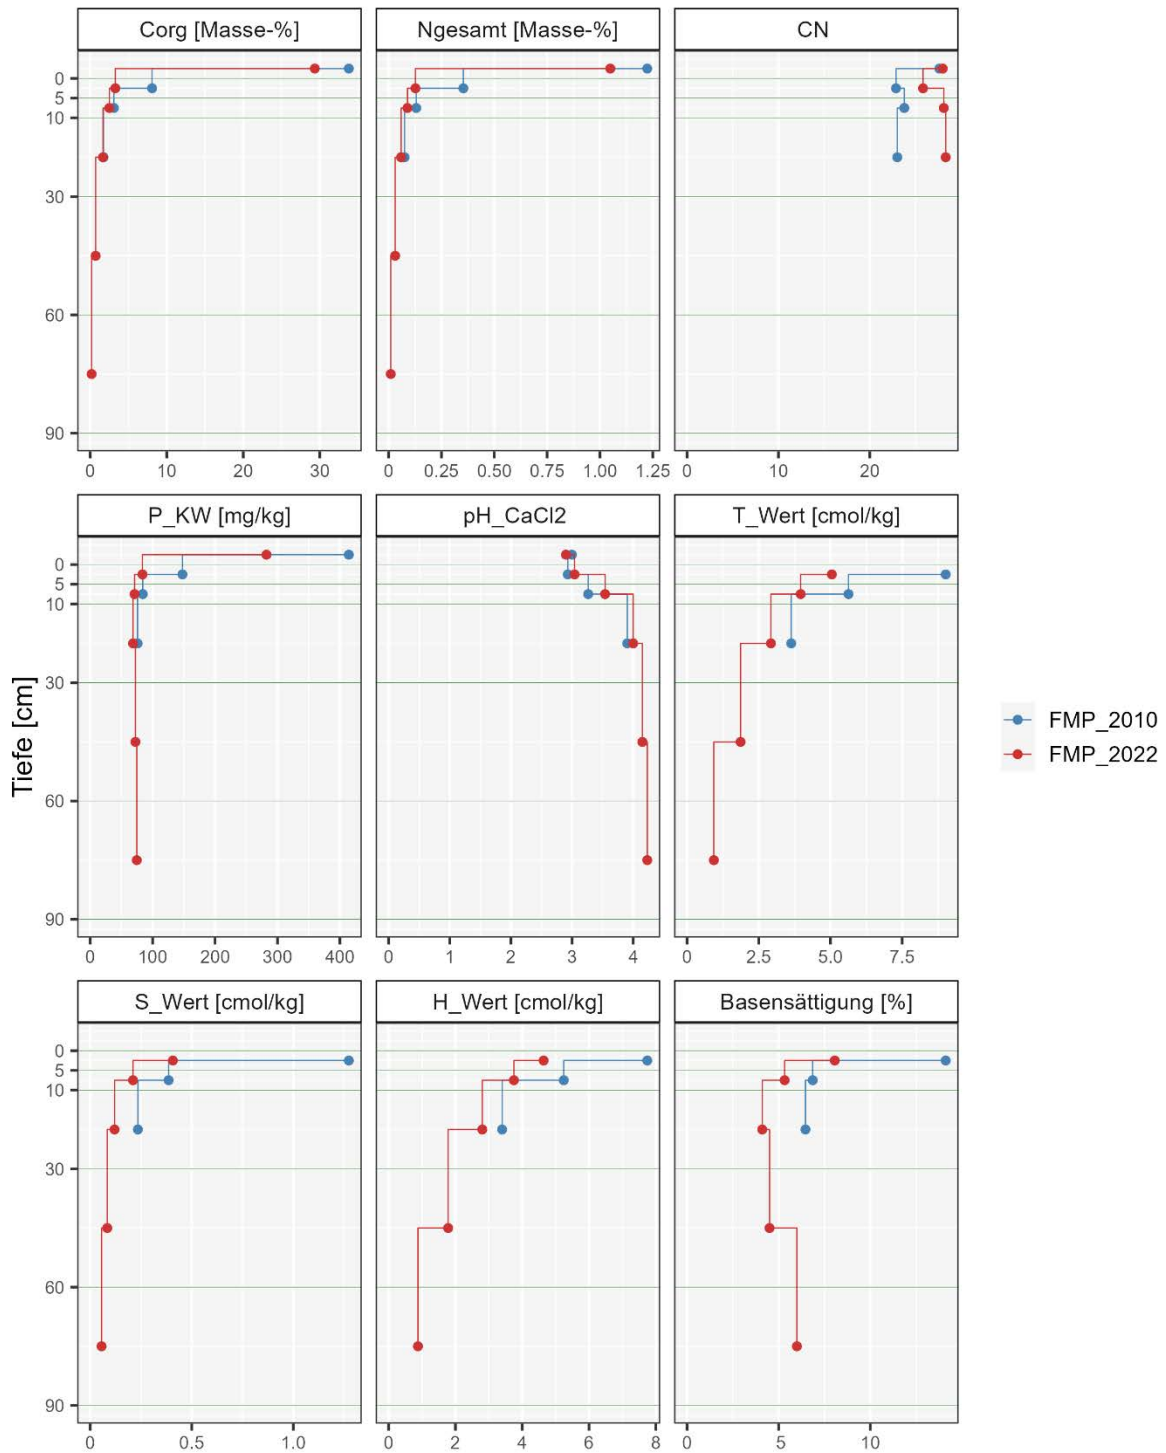 Corg [Masse-%] Ngesamt [Masse-%] CN
0
5
10
30
60
90
0 10 20 30 0 0.25 0.50 0.75 1.00 1.25 0 10 20
P_KW [mg/kg] pH_CaCl2 T_Wert [cmol/kg]
0
5
10
30
60
90
0 100 200 300 400 0 1 2 3 4 0 2.5 5.0 7.5
S_Wert [cmol/kg] H_Wert [cmol/kg] Basensättigung [%]
0
5
10
30
60
90
0 0.5 1.0 0 2 4 6 8 0 5 10
Tiefe [cm]
FMP_2010
FMP_2022